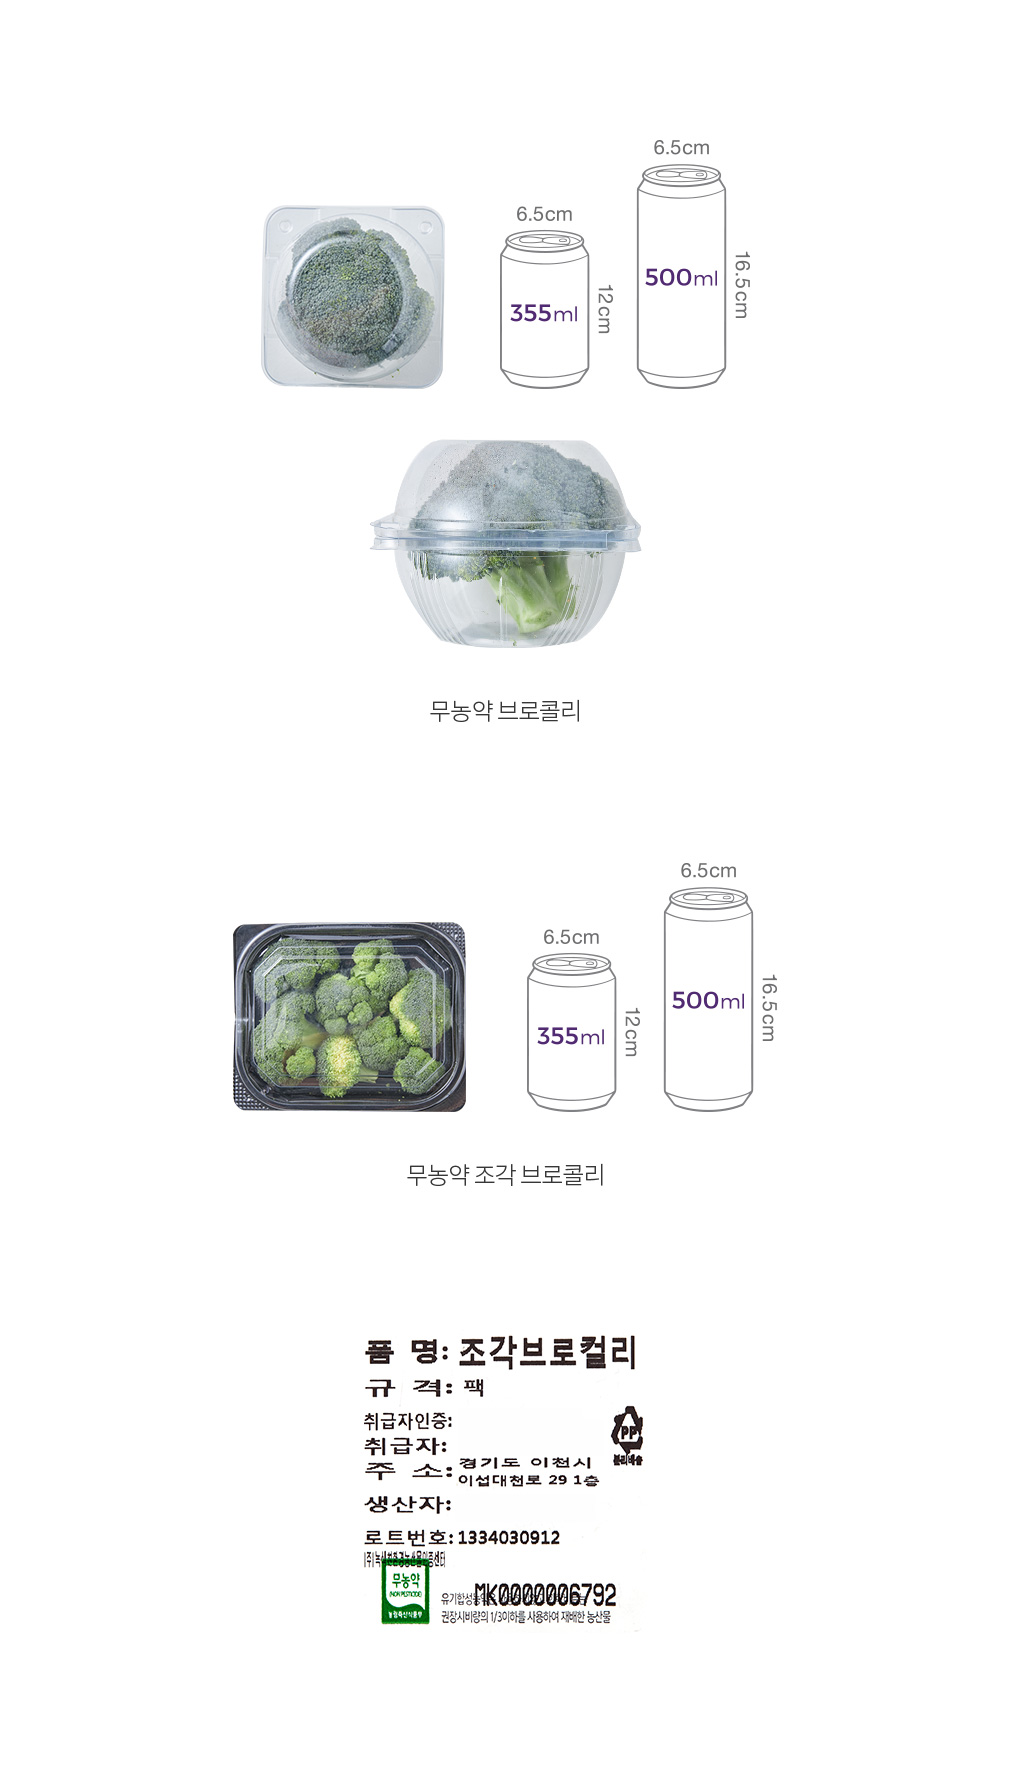 6.5cm
6.5cm
500ml
16.5cm
355ml
12cm
무농약 브로콜리
6.5cm
6.5cm
500ml
16.5cm
355ml
12cm
무농약 조각 브로콜리
품 명: 조각브로컬리
규 격: 팩
취급자인증:
PP
취급자:
분리배출
주 소: 경기도 이천시
이섭대천로 29 1층
생산자:
로트번호: 1334030912
무농약
(NON PESTICIDE)
농림축산식품부
MK0000006792
유기합성농약은
권장시비량의 1/3이하를 사용하여 재배한 농산물